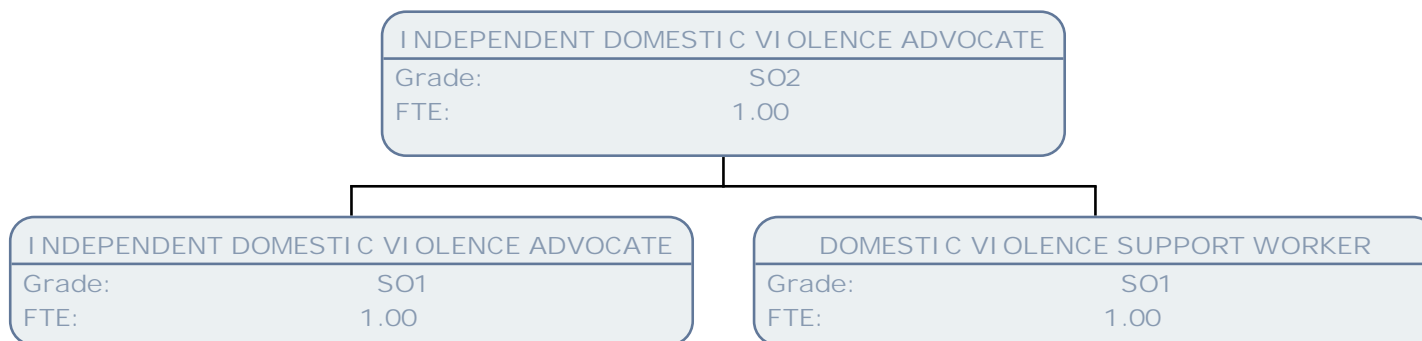 INDEPENDENT DOMESTIC VIOLENCE ADVOCATE
Grade: SO2
FTE: 1.00
INDEPENDENT DOMESTIC VIOLENCE ADVOCATE
Grade: SO1
FTE: 1.00
DOMESTIC VIOLENCE SUPPORT WORKER
Grade: SO1
FTE: 1.00